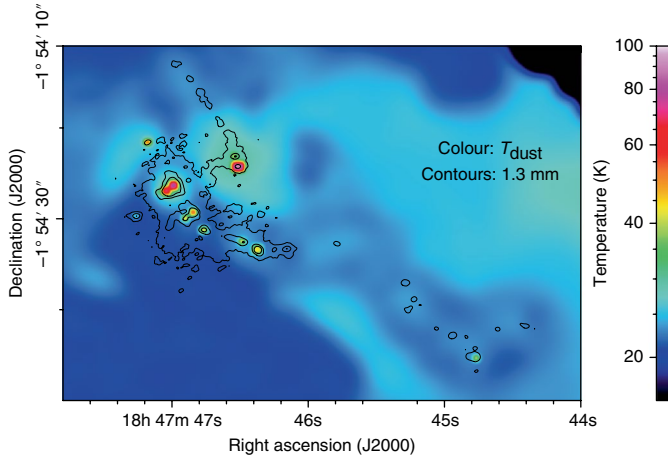 −1° 54′ 10″
−1° 54′ 30″
Declination (J2000)
Colour: T_dust
Contours: 1.3 mm
18h 47m 47s
46s
45s
44s
Right ascension (J2000)
100
80
60
40
20
Temperature (K)